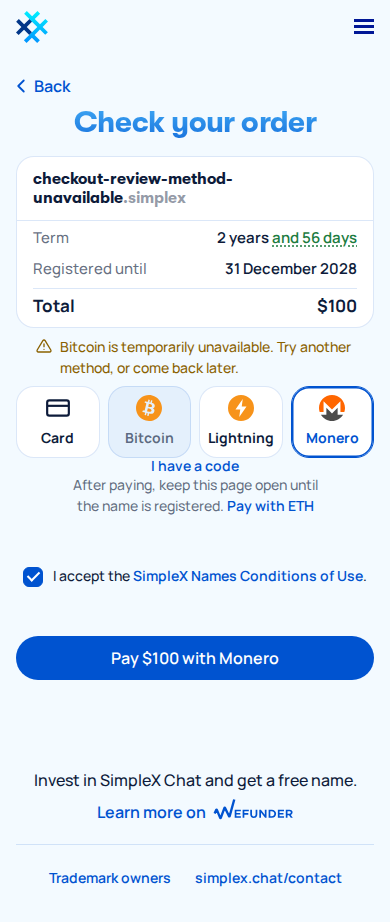 Back
Check your order
checkout-review-method-
unavailable.simplex
Term 2 years and 56 days
Registered until 31 December 2028
Total $100
Bitcoin is temporarily unavailable. Try another
method, or come back later.
Card Bitcoin Lightning Monero
I have a code
After paying, keep this page open until
the name is registered. Pay with ETH
I accept the SimpleX Names Conditions of Use.
Pay $100 with Monero
Invest in SimpleX Chat and get a free name.
Learn more on WEFUNDER
Trademark owners simplex.chat/contact